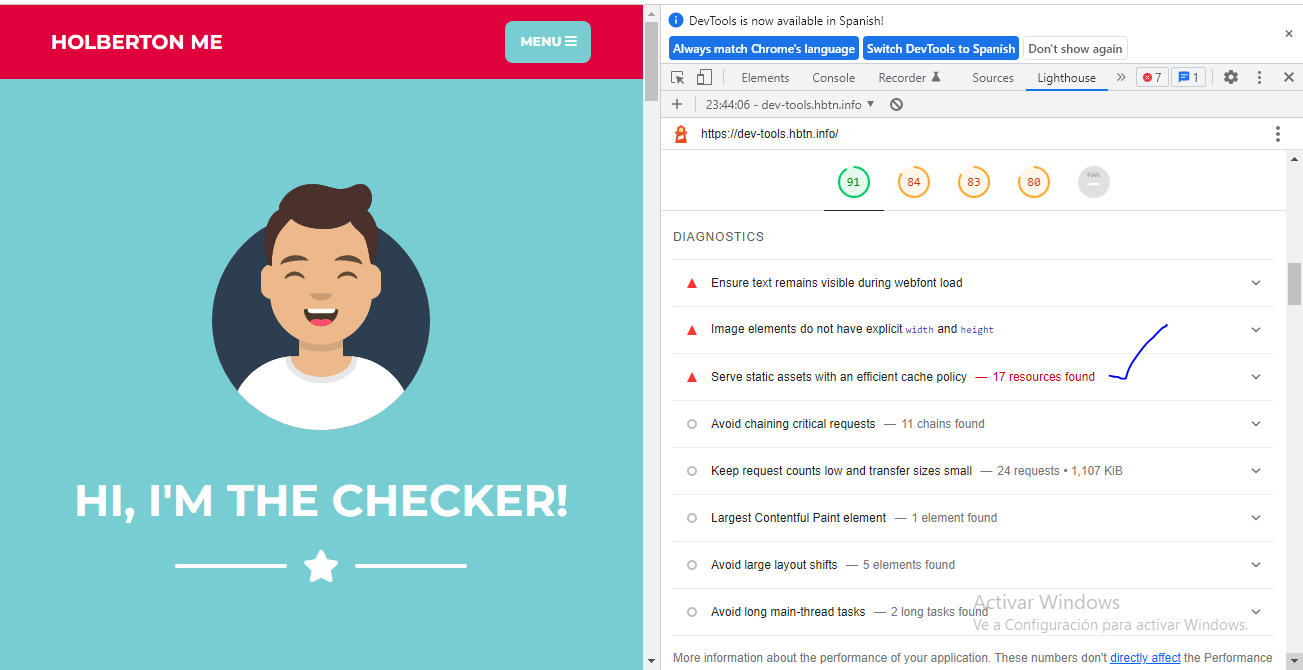 HOLBERTON ME
MENU
HI, I'M THE CHECKER!
DevTools is now available in Spanish!
Always match Chrome's language Switch DevTools to Spanish Don't show again
Elements Console Recorder Sources Lighthouse 7 1
23:44:06 - dev-tools.hbtn.info
https://dev-tools.hbtn.info/
91 84 83 80 PWA
DIAGNOSTICS
Ensure text remains visible during webfont load
Image elements do not have explicit width and height
Serve static assets with an efficient cache policy — 17 resources found
Avoid chaining critical requests — 11 chains found
Keep request counts low and transfer sizes small — 24 requests • 1,107 KiB
Largest Contentful Paint element — 1 element found
Avoid large layout shifts — 5 elements found
Avoid long main-thread tasks — 2 long tasks found
Activar Windows
Ve a Configuración para activar Windows.
More information about the performance of your application. These numbers don't directly affect the Performance